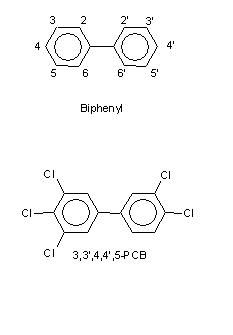 3 2 2' 3'
4 4'
5 6 6' 5'
Biphenyl
Cl Cl
Cl Cl
Cl
3,3',4,4',5-PCB